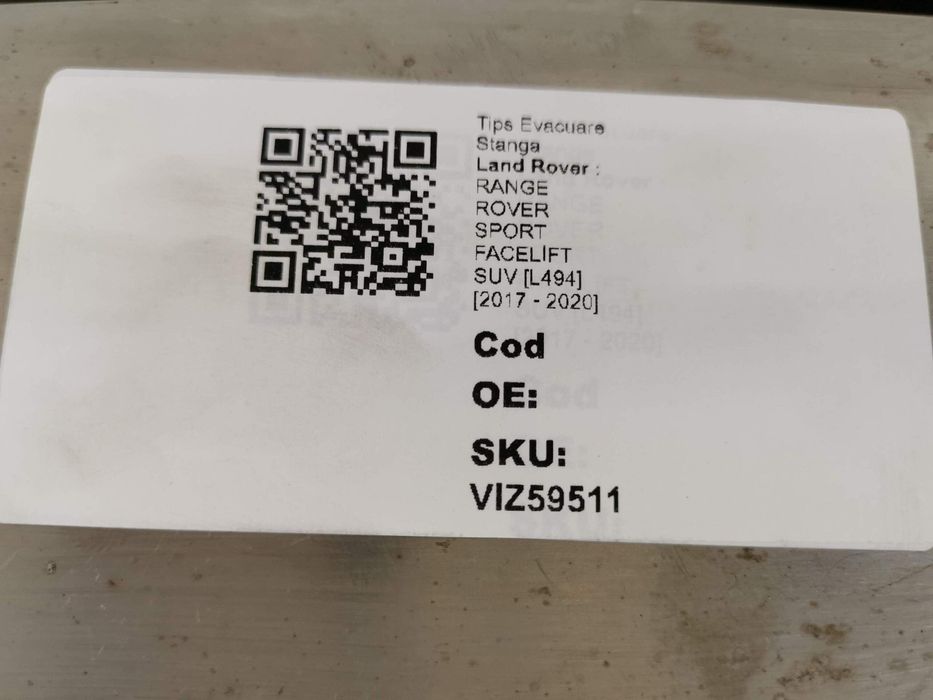 Tips Evacuare
Stanga
Land Rover :
RANGE
ROVER
SPORT
FACELIFT
SUV [L494]
[2017 - 2020]
Cod
OE:
SKU:
VIZ59511